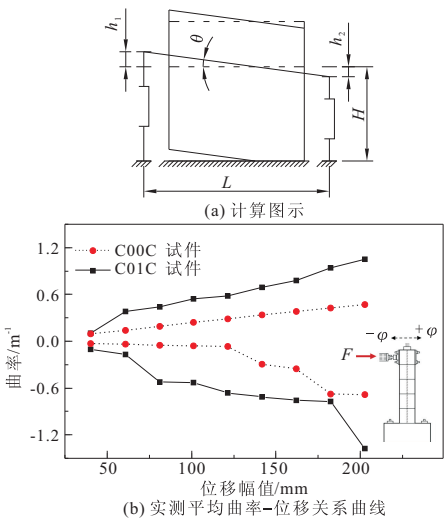 h₁
θ
h₂
H
L
(a) 计算图示
C00C 试件
C01C 试件
1.2
0.6
0.0
-0.6
-1.2
曲率/m⁻¹
-φ +φ
F
50 100 150 200
位移幅值/mm
(b) 实测平均曲率-位移关系曲线